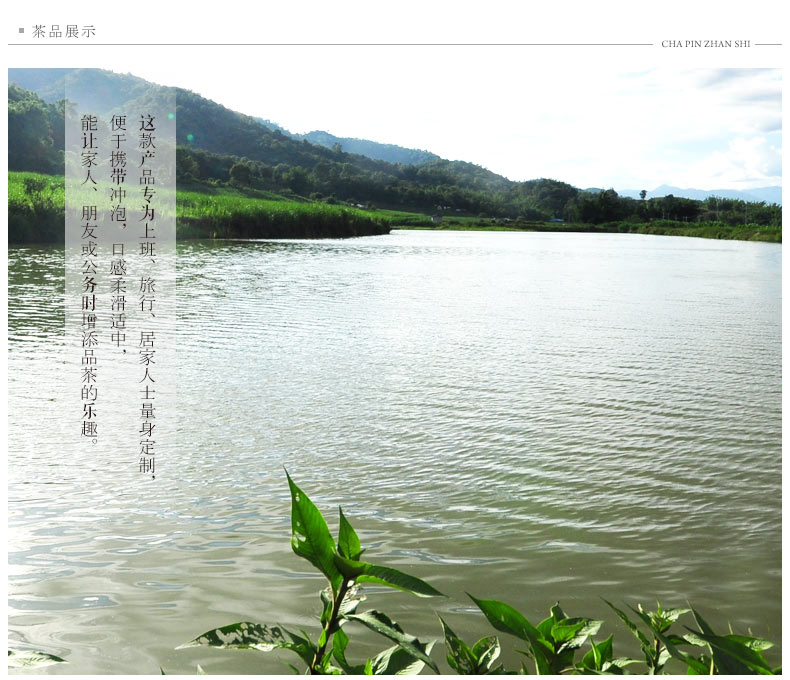 茶品展示
CHA PIN ZHAN SHI
这款产品专为上班、旅行、居家人士量身定制，
便于携带冲泡，口感柔滑适中，
能让家人、朋友或公务时增添品茶的乐趣。